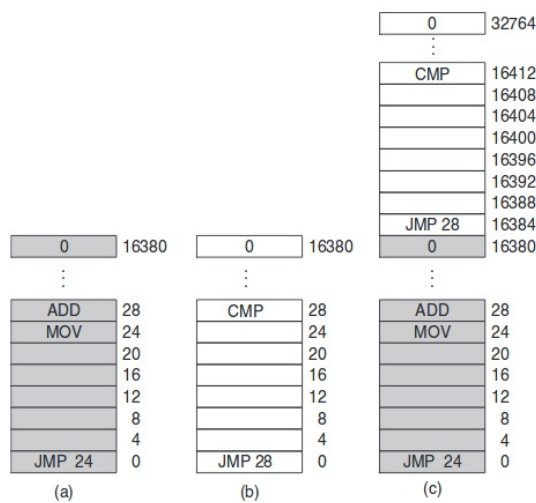 0 32764
⋮
CMP 16412
16408
16404
16400
16396
16392
16388
JMP 28 16384
0 16380 0 16380 0 16380
⋮ ⋮ ⋮
ADD 28 CMP 28 ADD 28
MOV 24 24 MOV 24
20 20 20
16 16 16
12 12 12
8 8 8
4 4 4
JMP 24 0 JMP 28 0 JMP 24 0
(a) (b) (c)